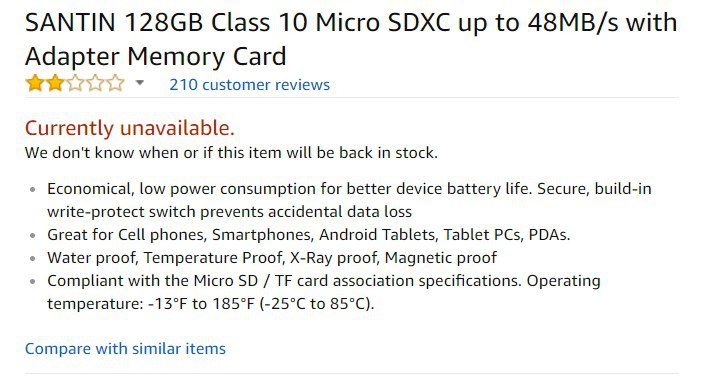 SANTIN 128GB Class 10 Micro SDXC up to 48MB/s with
Adapter Memory Card
210 customer reviews
Currently unavailable.
We don't know when or if this item will be back in stock.
Economical, low power consumption for better device battery life. Secure, build-in
write-protect switch prevents accidental data loss
Great for Cell phones, Smartphones, Android Tablets, Tablet PCs, PDAs.
Water proof, Temperature Proof, X-Ray proof, Magnetic proof
Compliant with the Micro SD / TF card association specifications. Operating
temperature: -13°F to 185°F (-25°C to 85°C).
Compare with similar items